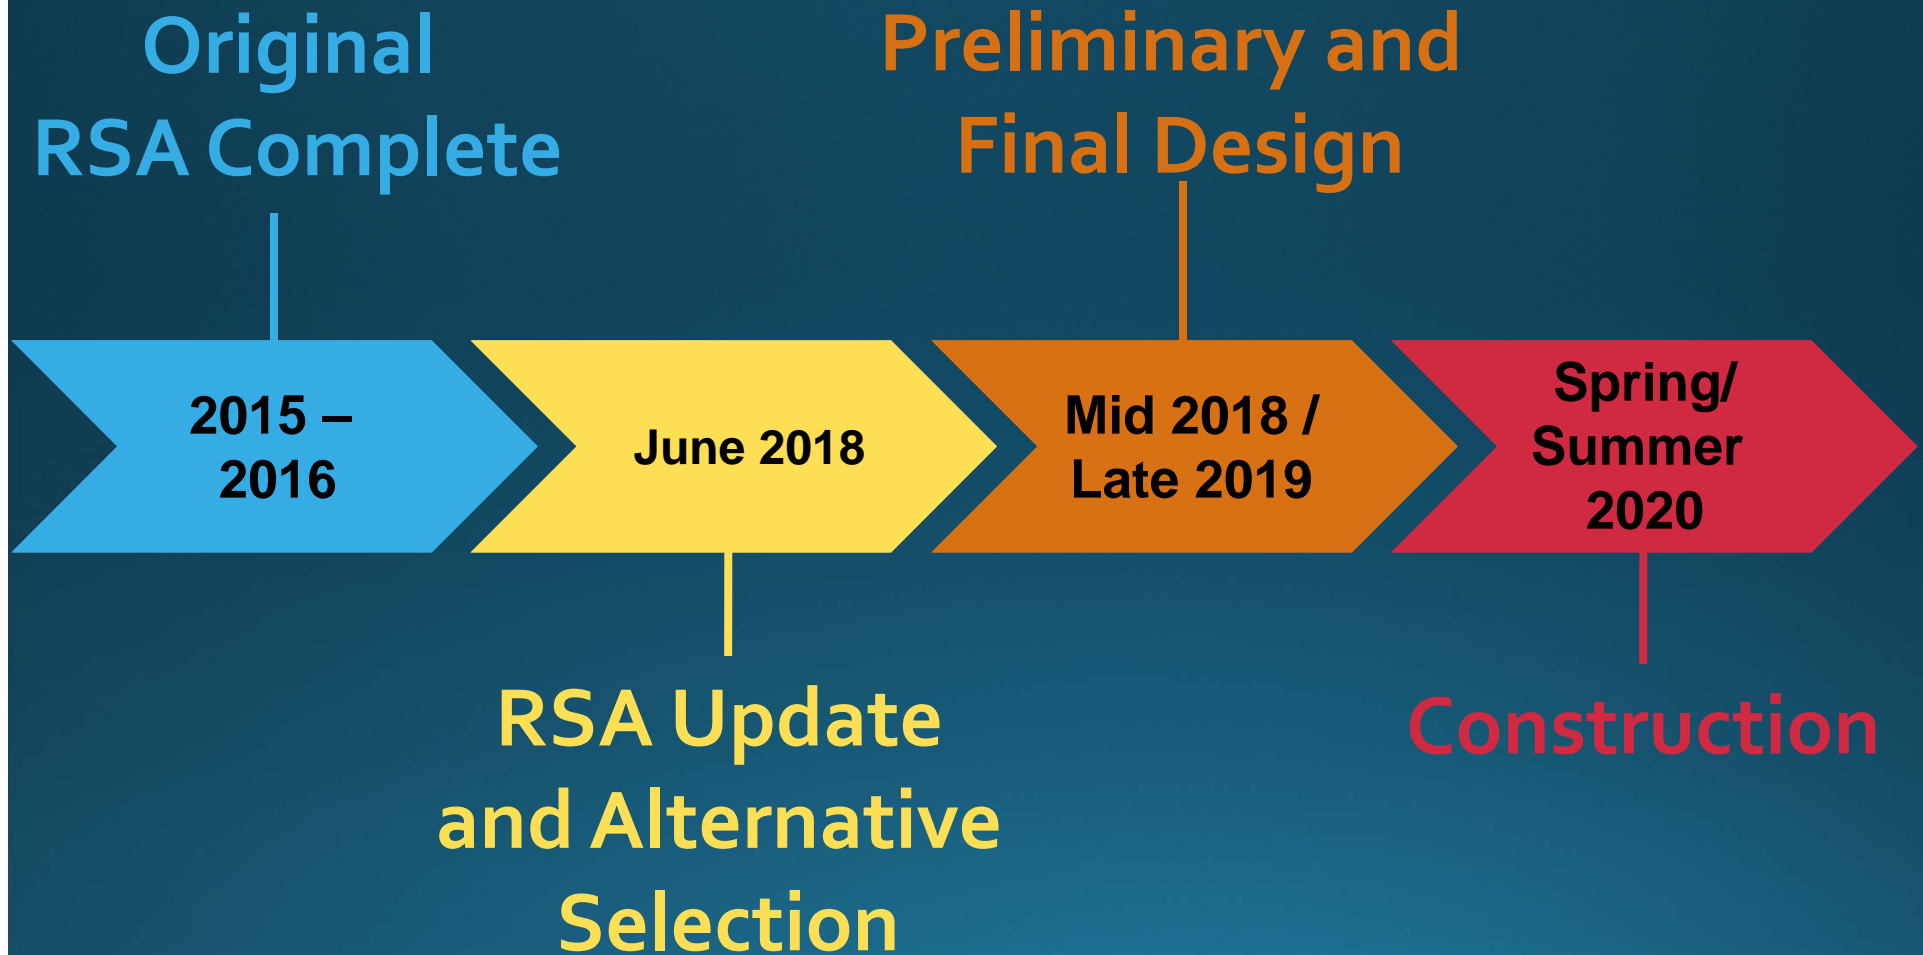 Original
RSA Complete
Preliminary and
Final Design
2015 –
2016
June 2018
Mid 2018 /
Late 2019
Spring/
Summer
2020
RSA Update
and Alternative
Selection
Construction